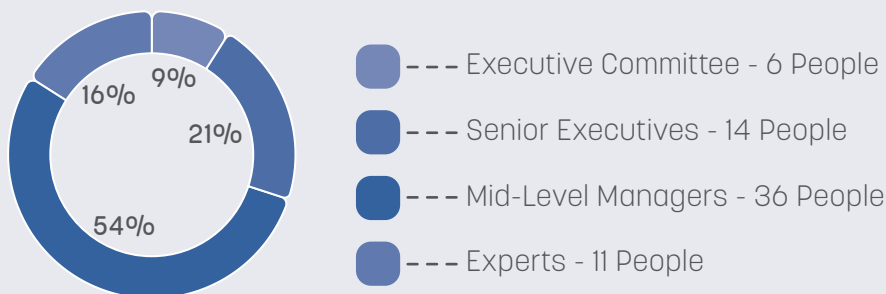 9%
16%
21%
54%
Executive Committee - 6 People
Senior Executives - 14 People
Mid-Level Managers - 36 People
Experts - 11 People